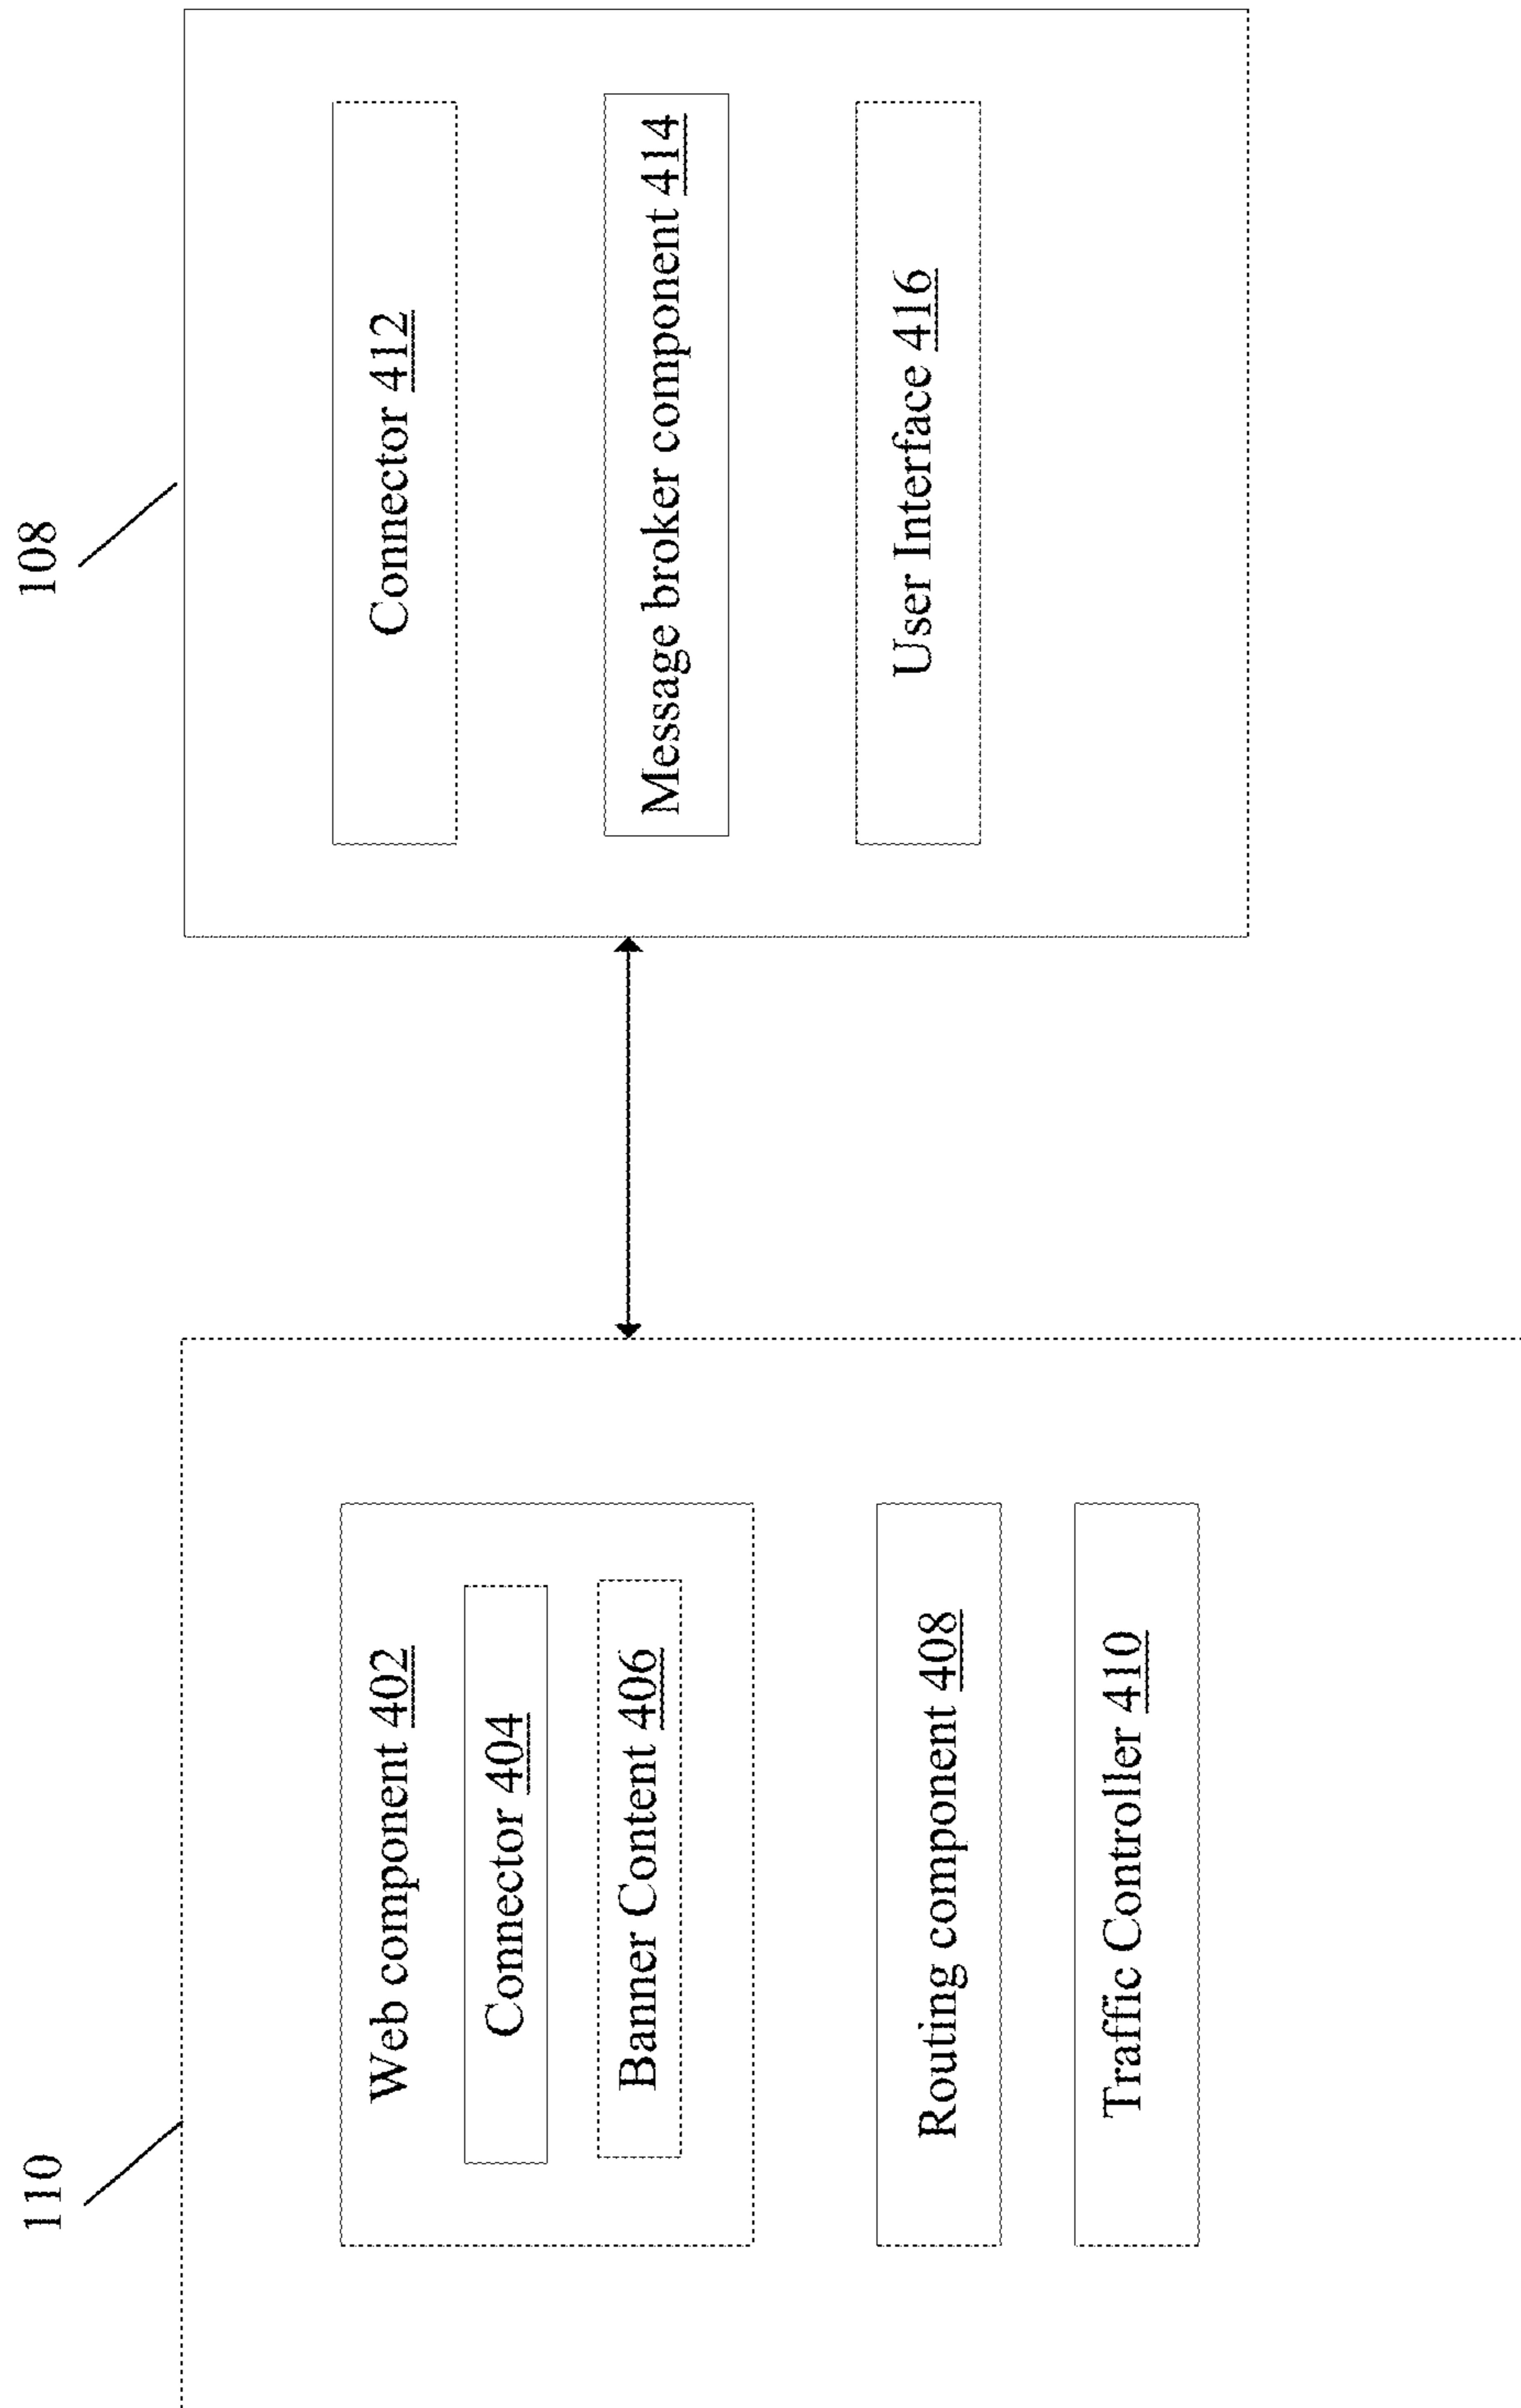 110
Web component 402
Connector 404
Banner Content 406
Routing component 408
Traffic Controller 410
108
Connector 412
Message broker component 414
User Interface 416